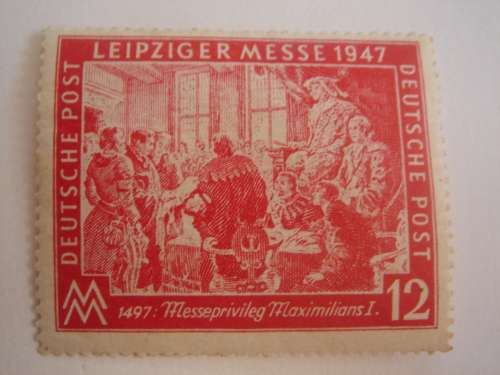 LEIPZIGER MESSE 1947
DEUTSCHE POST
DEUTSCHE POST
MM
1497: Messeprivileg Maximilians I.
12